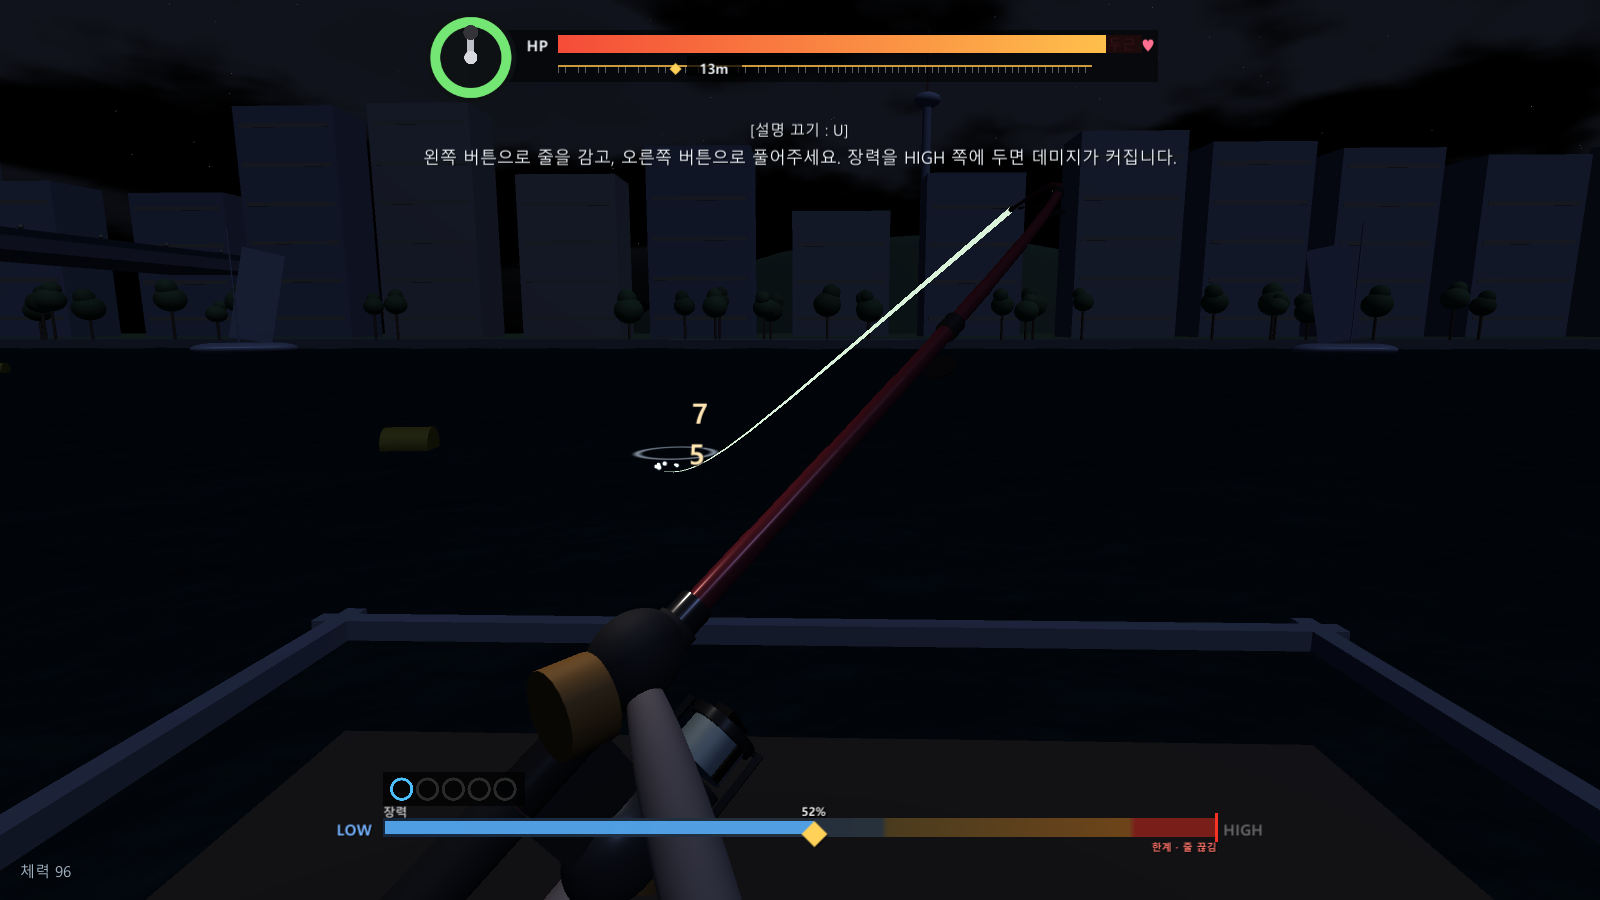 HP
13m
[설명 끄기 : U]
왼쪽 버튼으로 줄을 감고, 오른쪽 버튼으로 풀어주세요. 장력을 HIGH 쪽에 두면 데미지가 커집니다.
7
5
장력
52%
LOW
HIGH
한계 · 줄 끊김
체력 96